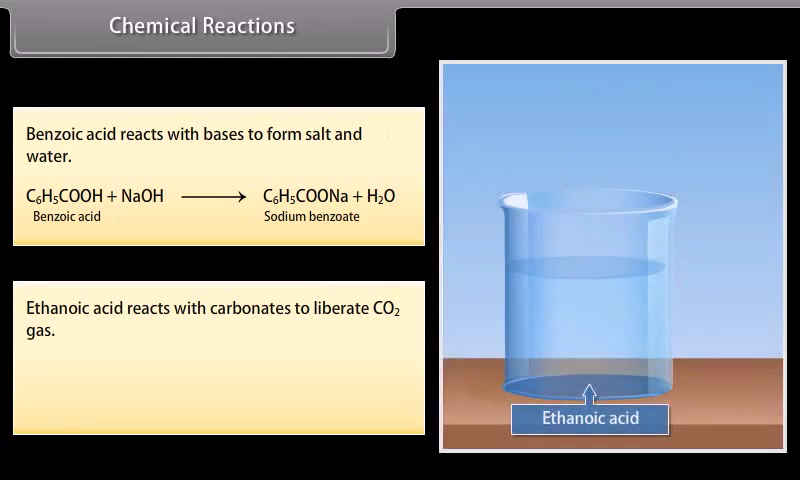 Chemical Reactions
Benzoic acid reacts with bases to form salt and
water.
C₆H₅COOH + NaOH ⟶ C₆H₅COONa + H₂O
Benzoic acid Sodium benzoate
Ethanoic acid reacts with carbonates to liberate CO₂
gas.
Ethanoic acid